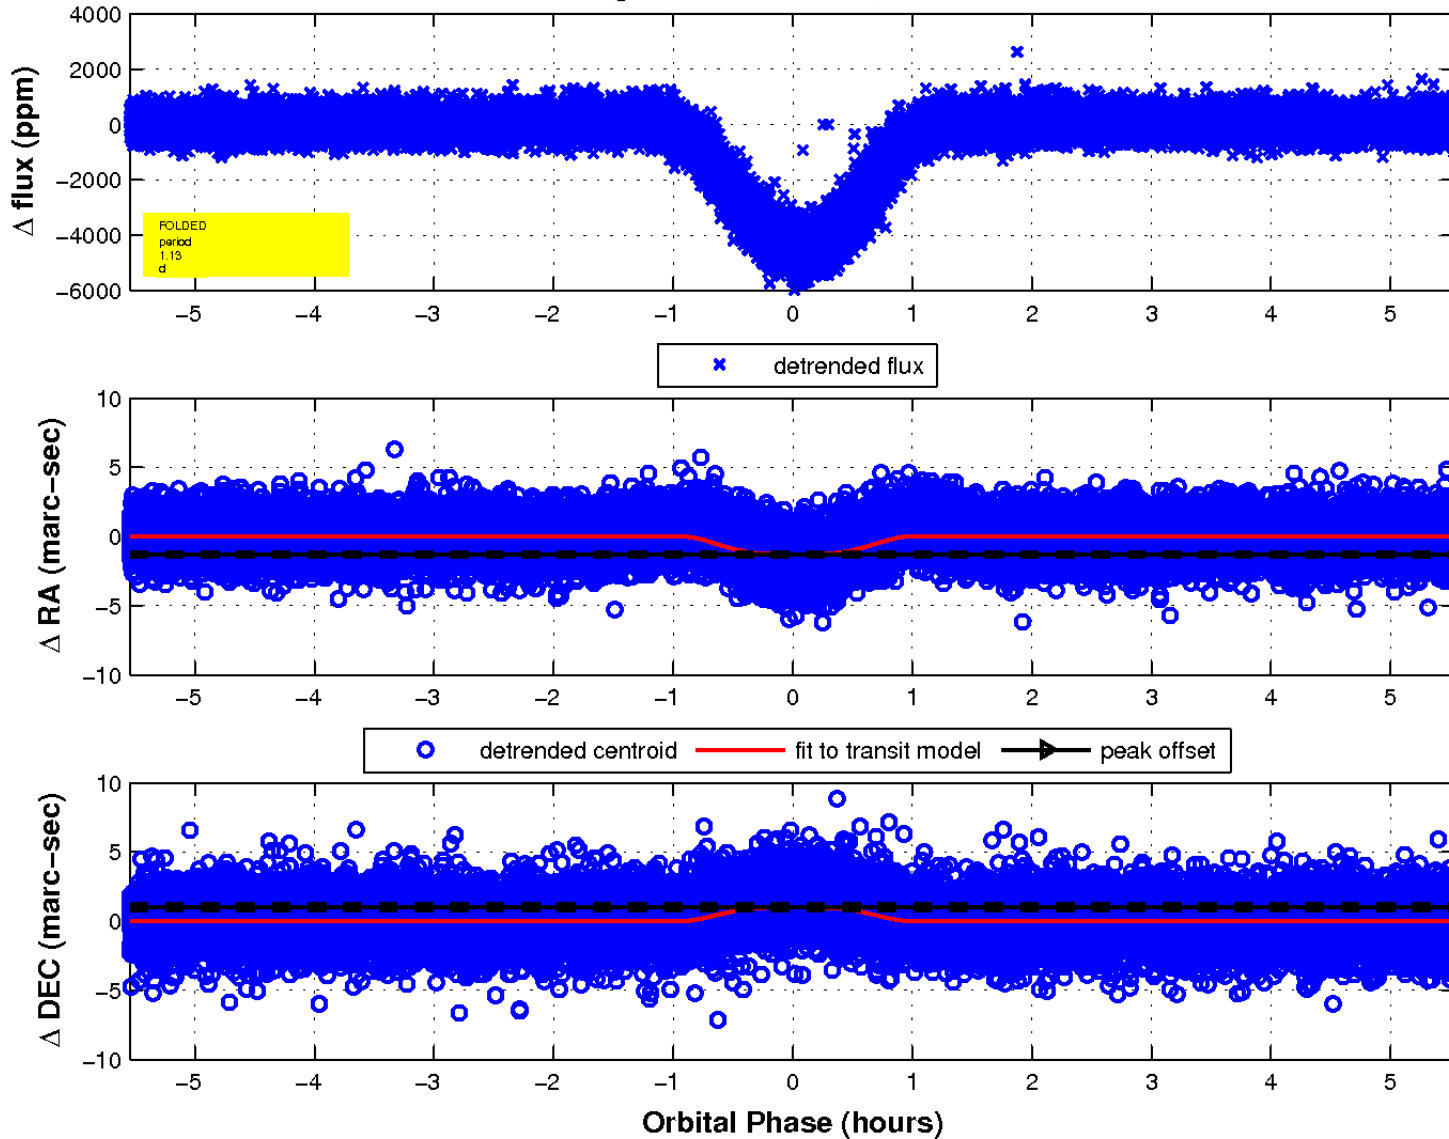 4000
2000
0
−2000
−4000
−6000
Δ flux (ppm)
FOLDED
period
1.13
d
−5 −4 −3 −2 −1 0 1 2 3 4 5
detrended flux
10
5
0
−5
−10
Δ RA (marc−sec)
−5 −4 −3 −2 −1 0 1 2 3 4 5
detrended centroid fit to transit model peak offset
10
5
0
−5
−10
Δ DEC (marc−sec)
−5 −4 −3 −2 −1 0 1 2 3 4 5
Orbital Phase (hours)